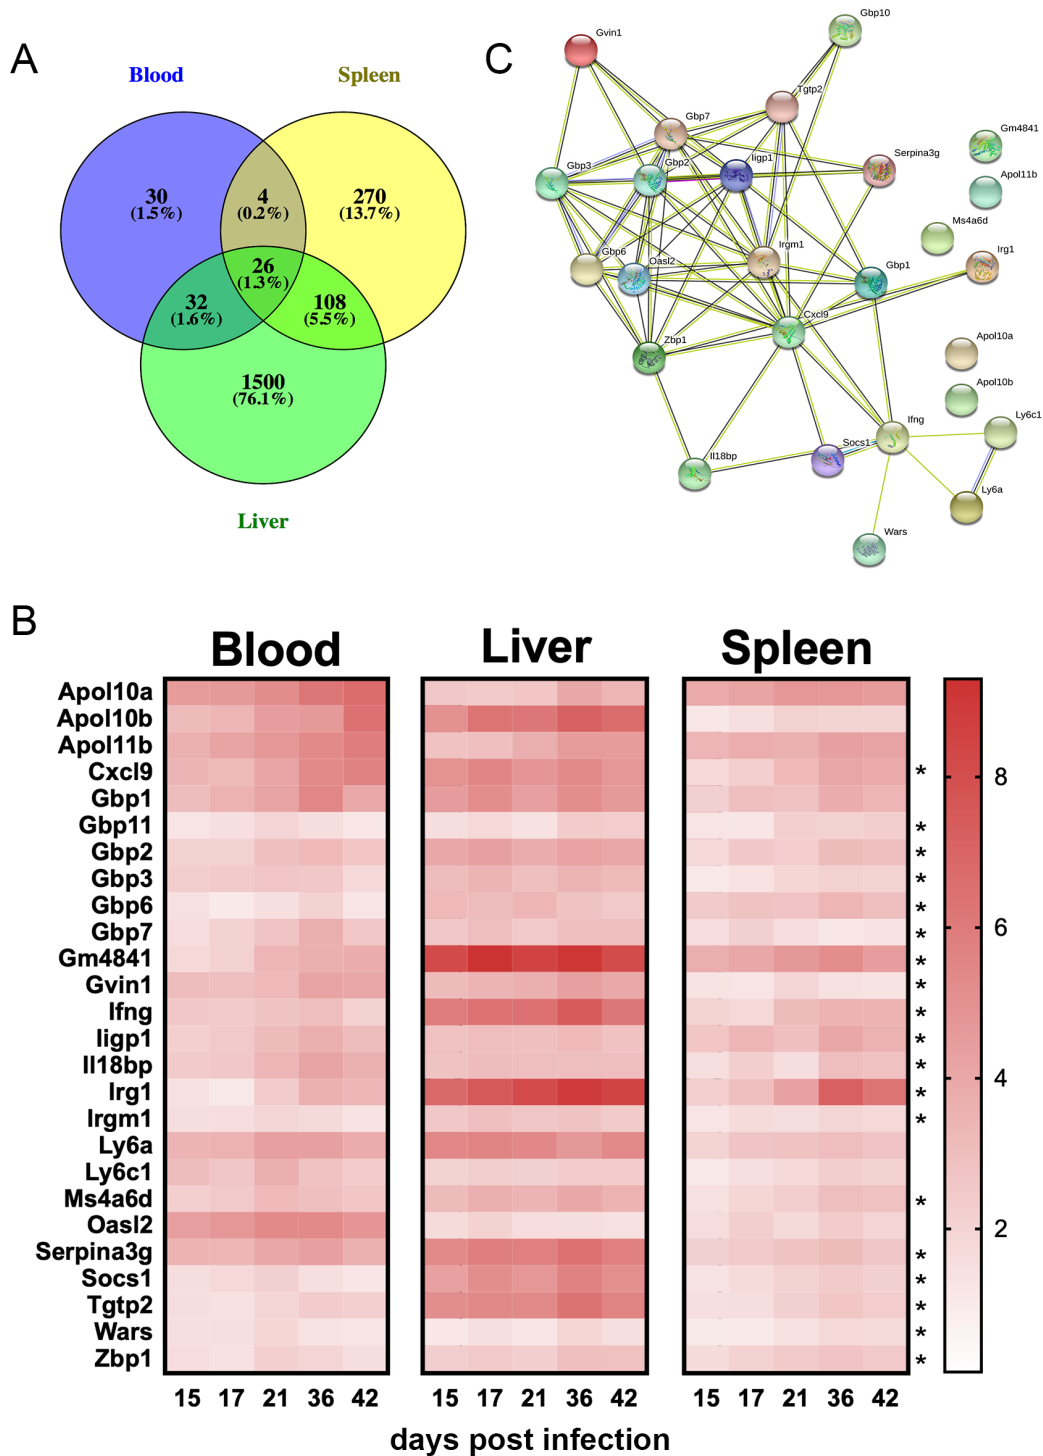 A
Blood
Spleen
30
(1.5%)
4
(0.2%)
270
(13.7%)
26
(1.3%)
32
(1.6%)
108
(5.5%)
1500
(76.1%)
Liver
C
Gvin1
Gbp10
Tgtp2
Gbp7
Gm4841
Gbp3
Gbp2
Iigp1
Serpina3g
Apol11b
Ms4a6d
Gbp6
Oasl2
Irgm1
Gbp1
Irg1
Cxcl9
Zbp1
Apol10a
Apol10b
Ifng
Ly6c1
Socs1
Il18bp
Ly6a
Wars
B
Blood Liver Spleen
Apol10a
Apol10b
Apol11b
Cxcl9 *
Gbp1
Gbp11 *
Gbp2 *
Gbp3 *
Gbp6 *
Gbp7 *
Gm4841 *
Gvin1 *
Ifng *
Iigp1 *
Il18bp *
Irg1 *
Irgm1 *
Ly6a
Ly6c1
Ms4a6d *
Oasl2
Serpina3g *
Socs1 *
Tgtp2 *
Wars *
Zbp1 *
8
6
4
2
15 17 21 36 42 15 17 21 36 42 15 17 21 36 42
days post infection